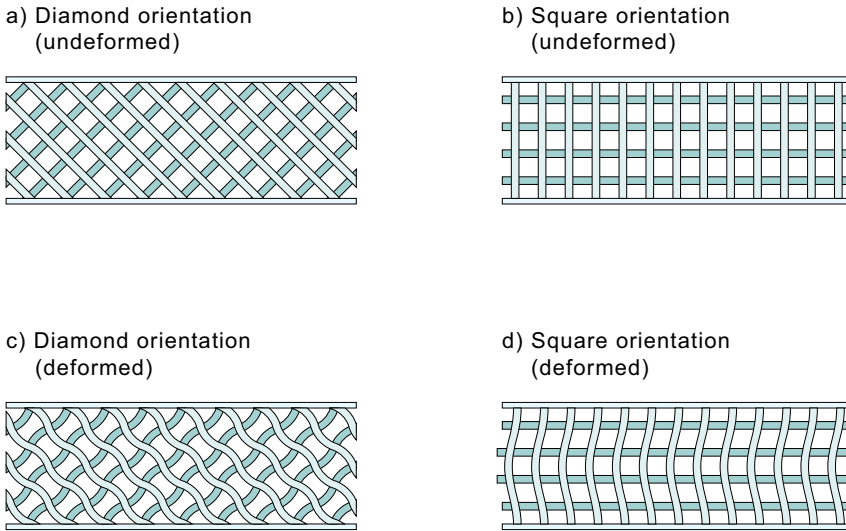 a) Diamond orientation
(undeformed)
b) Square orientation
(undeformed)
c) Diamond orientation
(deformed)
d) Square orientation
(deformed)